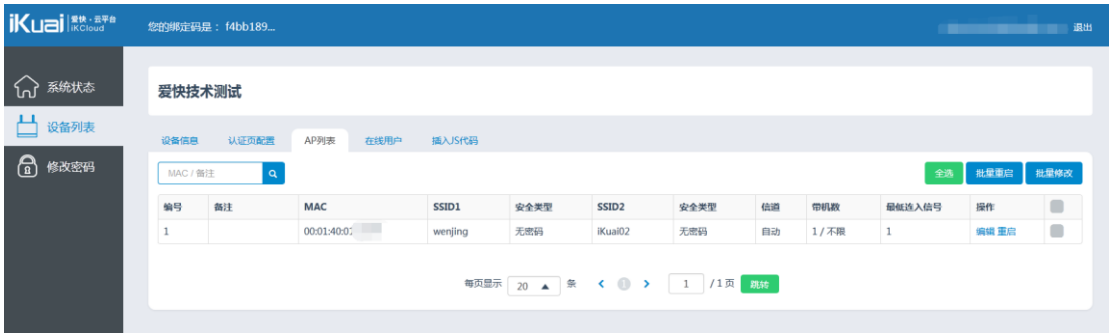 iKuai 爱快·云平台
iKCloud
您的绑定码是： f4bb189...
退出
系统状态
设备列表
修改密码
爱快技术测试
设备信息 认证页配置 AP列表 在线用户 插入JS代码
MAC / 备注
全选 批量重启 批量修改
编号 备注 MAC SSID1 安全类型 SSID2 安全类型 信道 带机数 最低连入信号 操作
1 00:01:40:0 wenjing 无密码 iKuai02 无密码 自动 1 / 不限 1 编辑 重启
每页显示 20 条 1 1 / 1 页 跳转